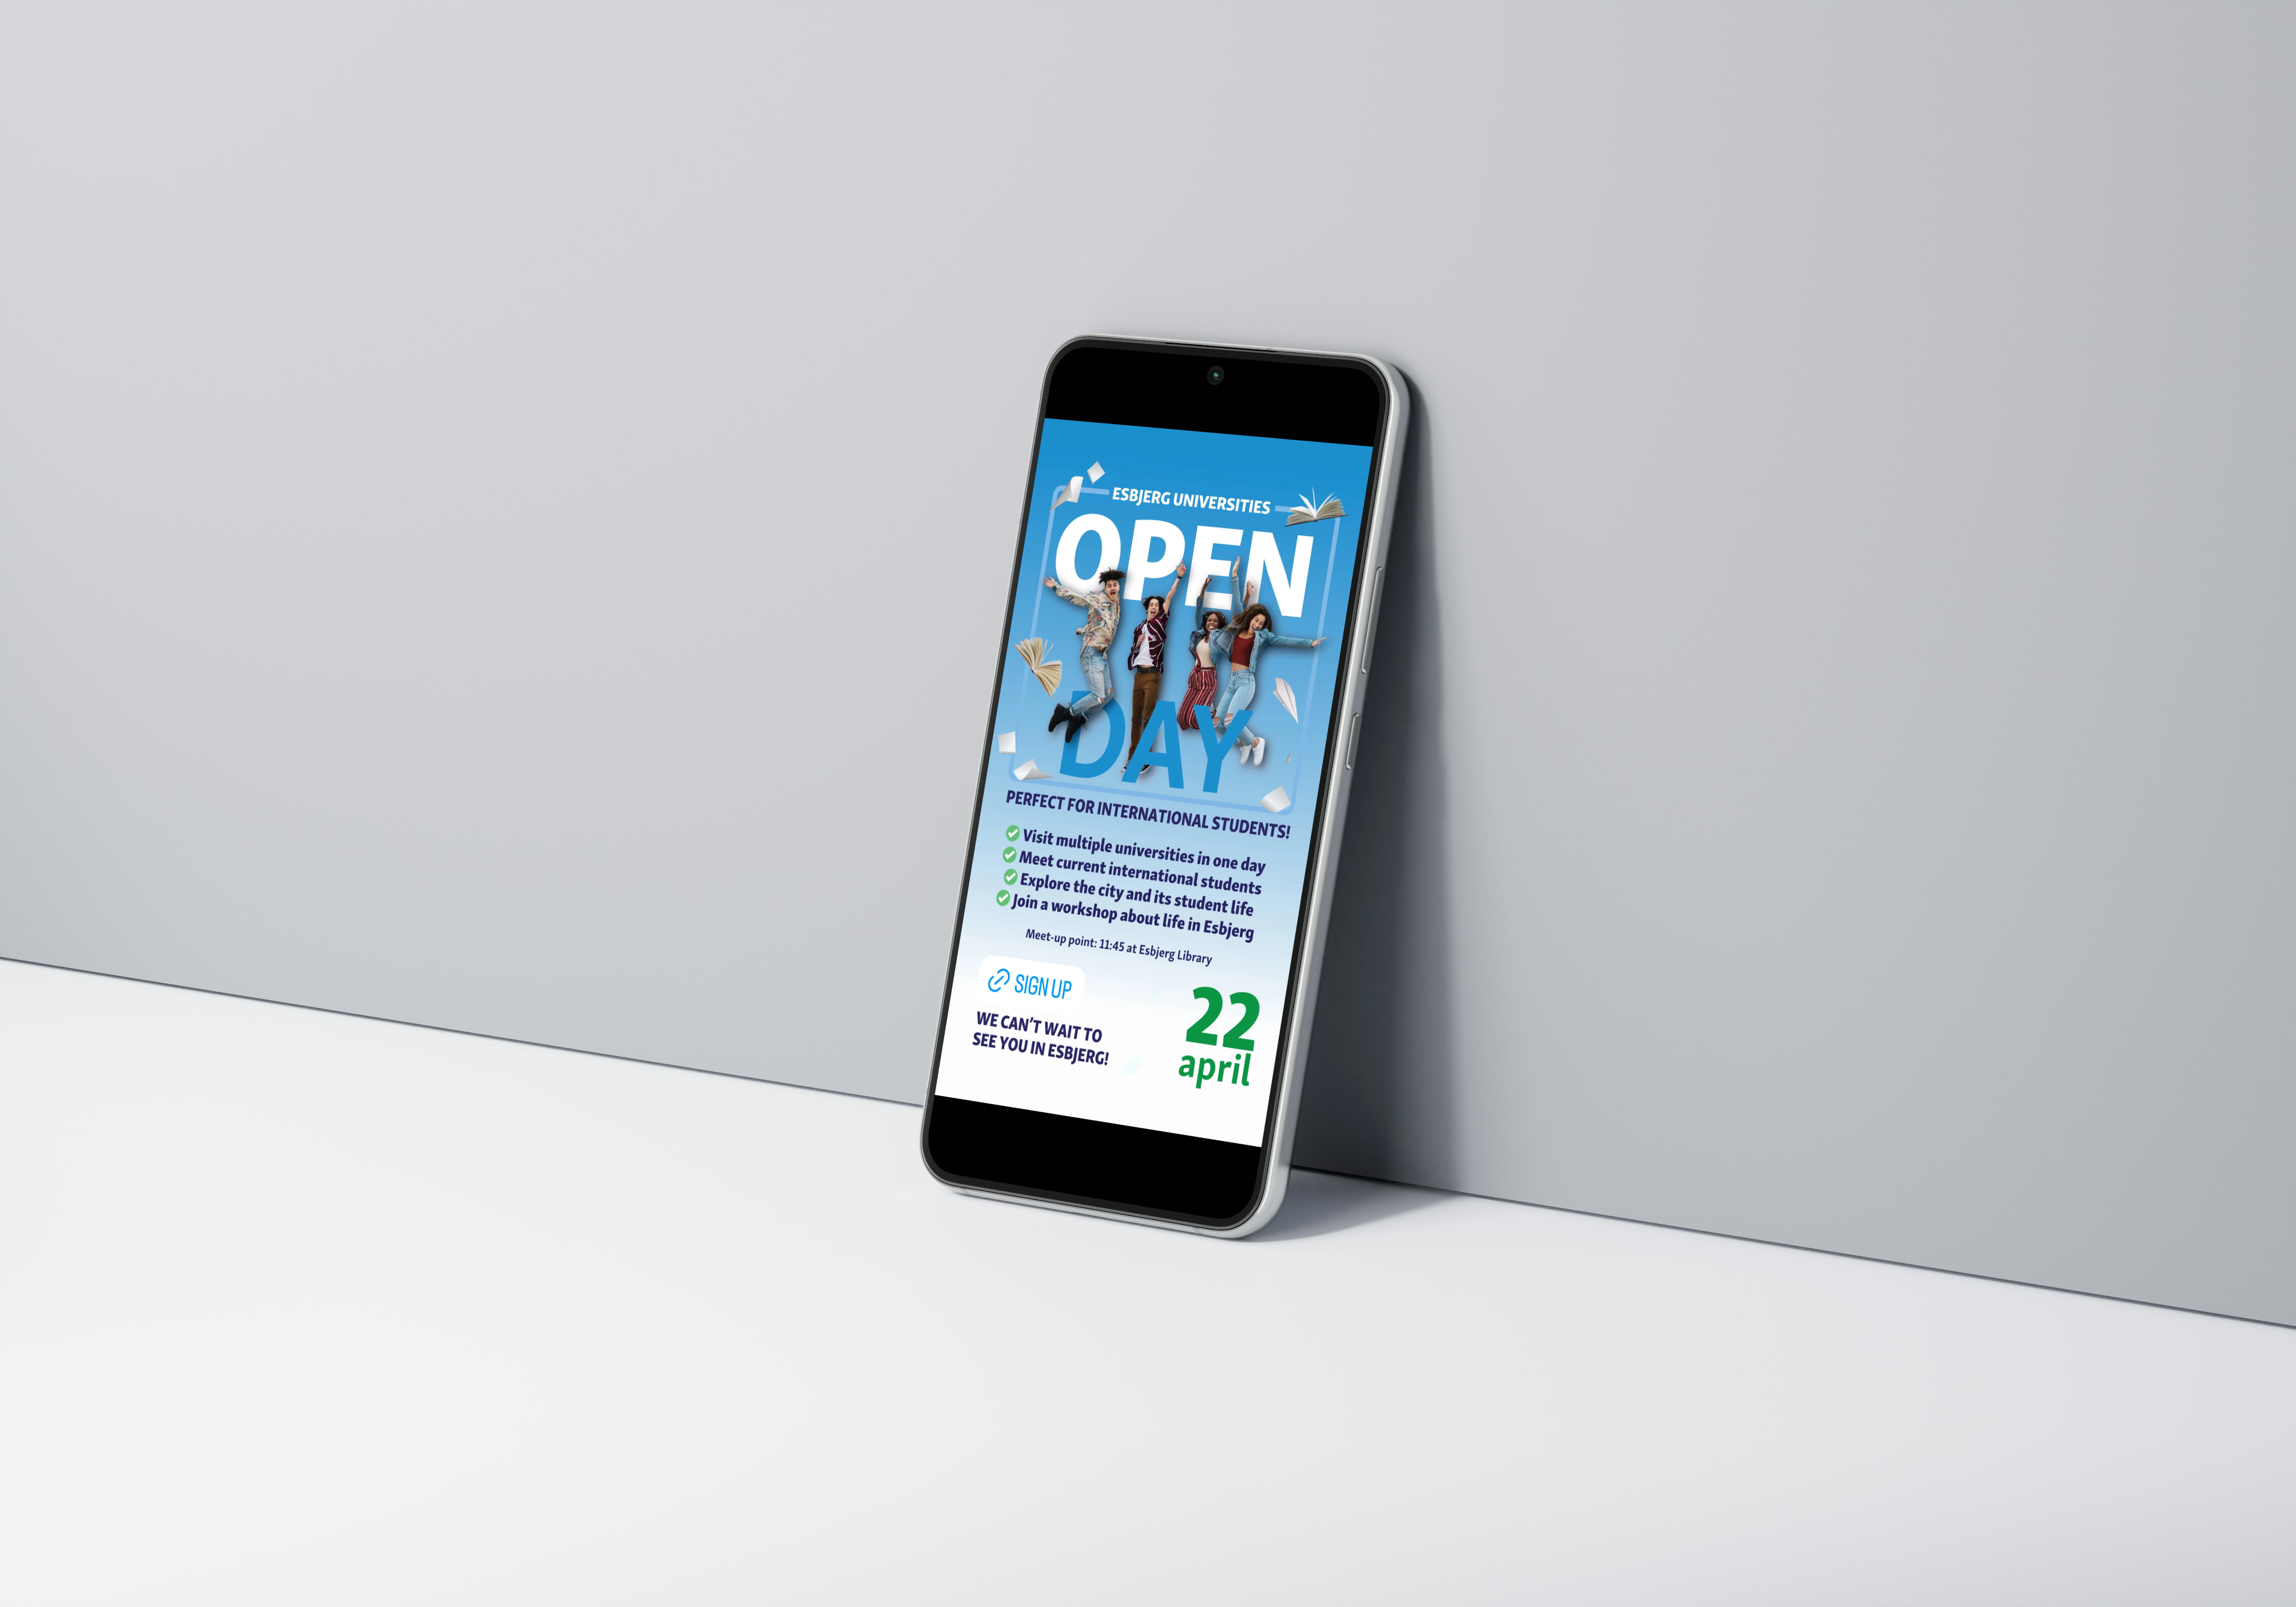 ESBJERG UNIVERSITIES
OPEN
DAY
PERFECT FOR INTERNATIONAL STUDENTS!
Visit multiple universities in one day
Meet current international students
Explore the city and its student life
Join a workshop about life in Esbjerg
Meet-up point: 11:45 at Esbjerg Library
SIGN UP
WE CAN'T WAIT TO
SEE YOU IN ESBJERG!
22
april